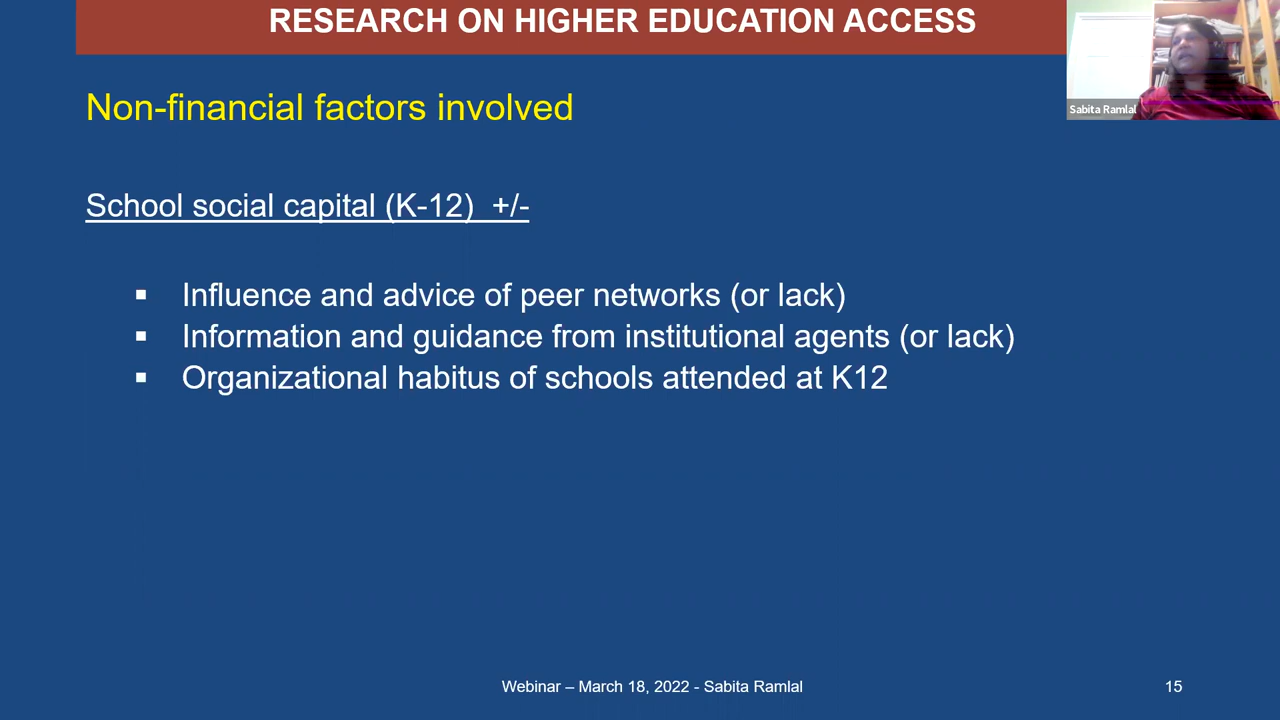 RESEARCH ON HIGHER EDUCATION ACCESS
Sabita Ramlal
Non-financial factors involved
School social capital (K-12)  +/-
▪ Influence and advice of peer networks (or lack)
▪ Information and guidance from institutional agents (or lack)
▪ Organizational habitus of schools attended at K12
Webinar – March 18, 2022 - Sabita Ramlal
15